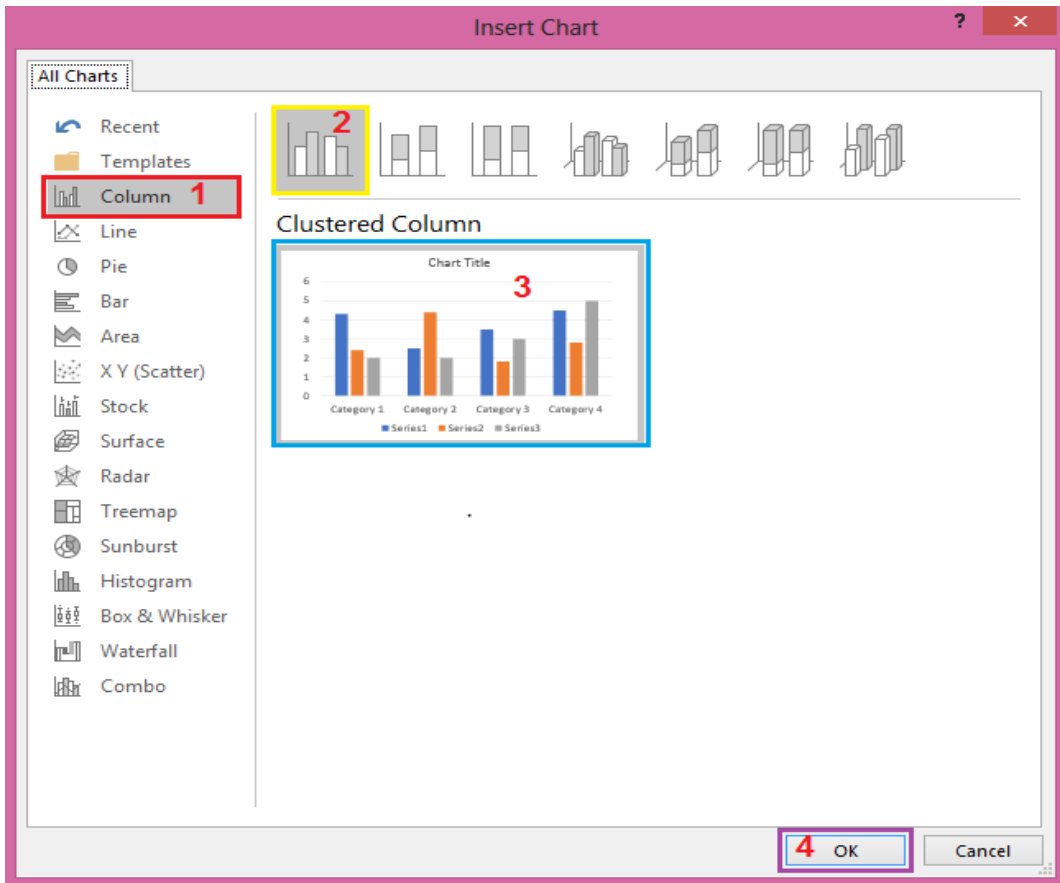 Insert Chart
?
×
All Charts
Recent
Templates
Column 1
Line
Pie
Bar
Area
X Y (Scatter)
Stock
Surface
Radar
Treemap
Sunburst
Histogram
Box & Whisker
Waterfall
Combo
2
Clustered Column
Chart Title
3
6
5
4
3
2
1
0
Category 1 Category 2 Category 3 Category 4
Series1 Series2 Series3
4 OK
Cancel